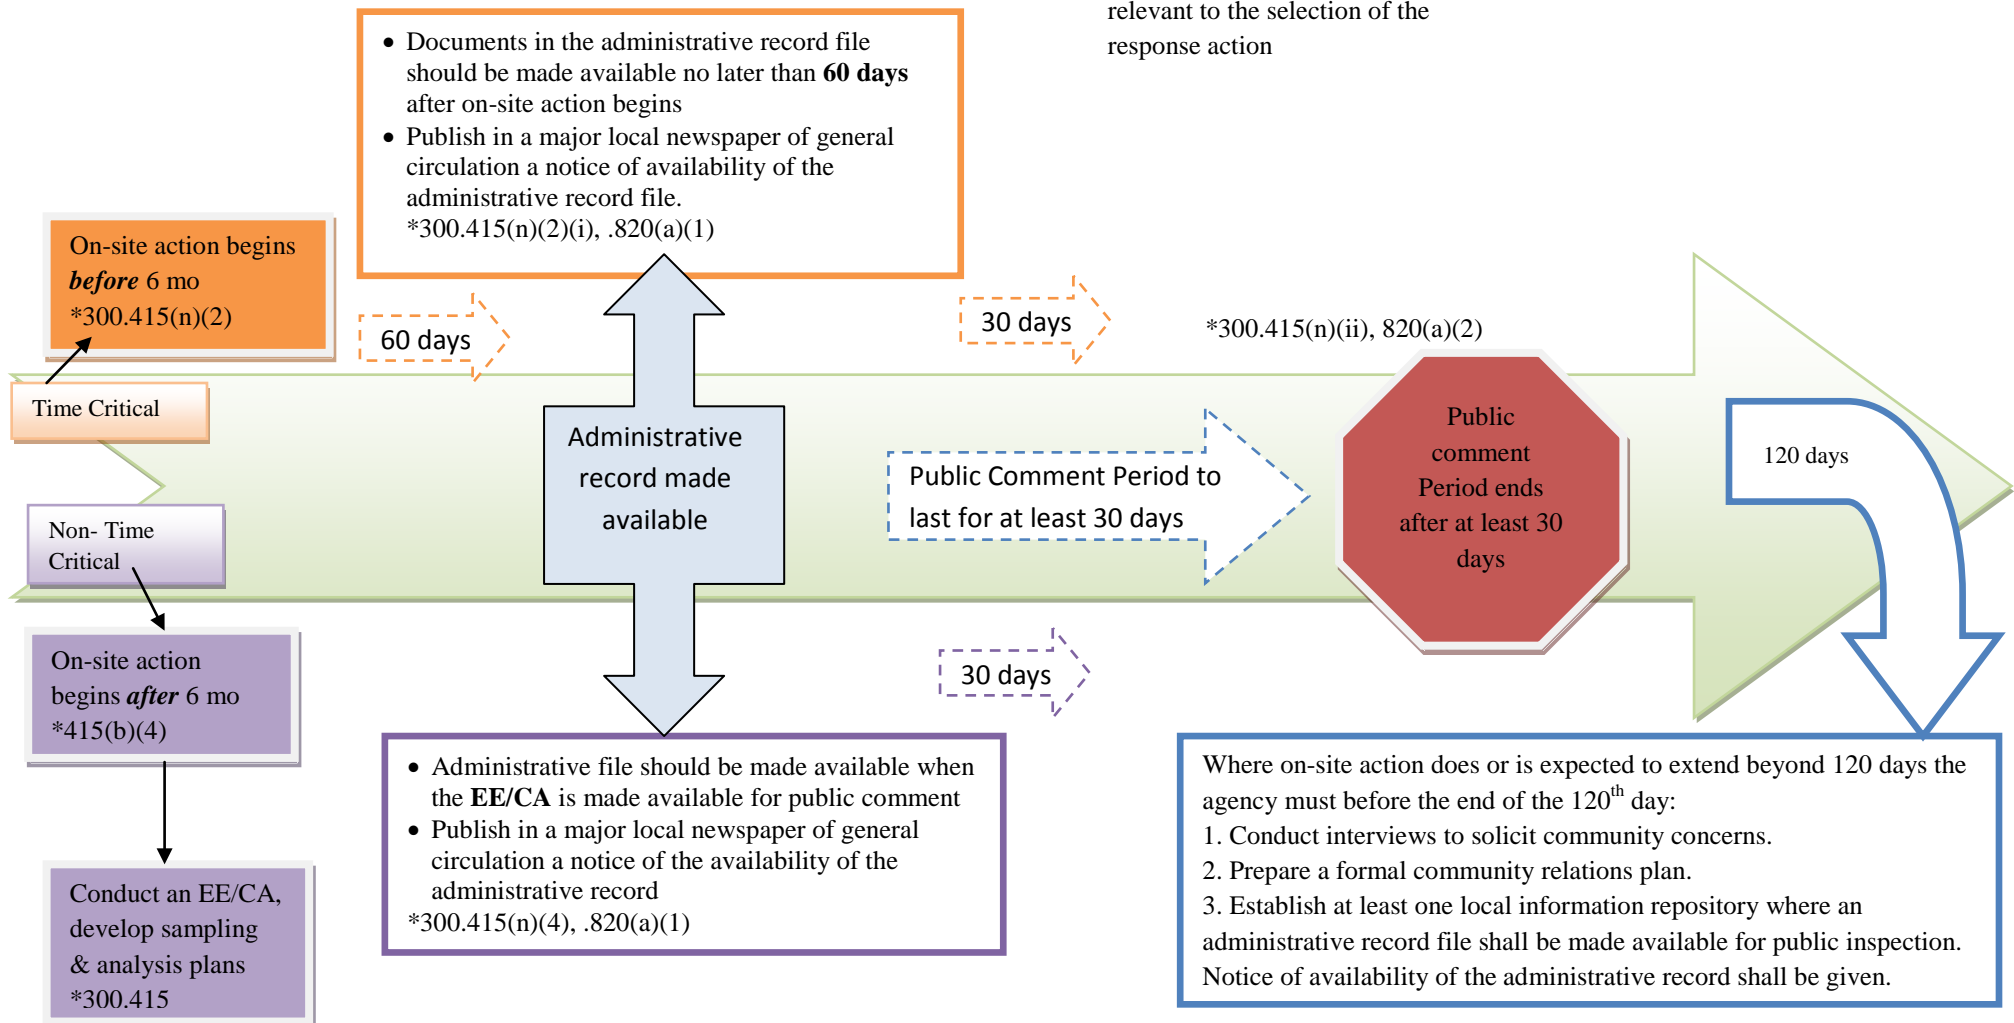 relevant to the selection of the
response action
• Documents in the administrative record file
should be made available no later than 60 days
after on-site action begins
• Publish in a major local newspaper of general
circulation a notice of availability of the
administrative record file.
*300.415(n)(2)(i), .820(a)(1)
On-site action begins
before 6 mo
*300.415(n)(2)
60 days
30 days
*300.415(n)(ii), 820(a)(2)
Time Critical
Administrative
record made
available
Public Comment Period to
last for at least 30 days
Public
comment
Period ends
after at least 30
days
120 days
Non- Time
Critical
On-site action
begins after 6 mo
*415(b)(4)
30 days
• Administrative file should be made available when
the EE/CA is made available for public comment
• Publish in a major local newspaper of general
circulation a notice of the availability of the
administrative record
*300.415(n)(4), .820(a)(1)
Where on-site action does or is expected to extend beyond 120 days the
agency must before the end of the 120th day:
1. Conduct interviews to solicit community concerns.
2. Prepare a formal community relations plan.
3. Establish at least one local information repository where an
administrative record file shall be made available for public inspection.
Notice of availability of the administrative record shall be given.
Conduct an EE/CA,
develop sampling
& analysis plans
*300.415